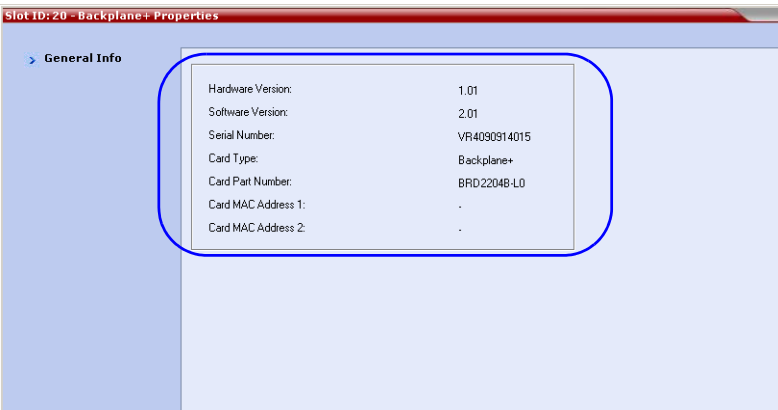 Slot ID: 20 - Backplane+ Properties
General Info
Hardware Version: 1.01
Software Version: 2.01
Serial Number: VR4090914015
Card Type: Backplane+
Card Part Number: BRD2204B-L0
Card MAC Address 1: -
Card MAC Address 2: -